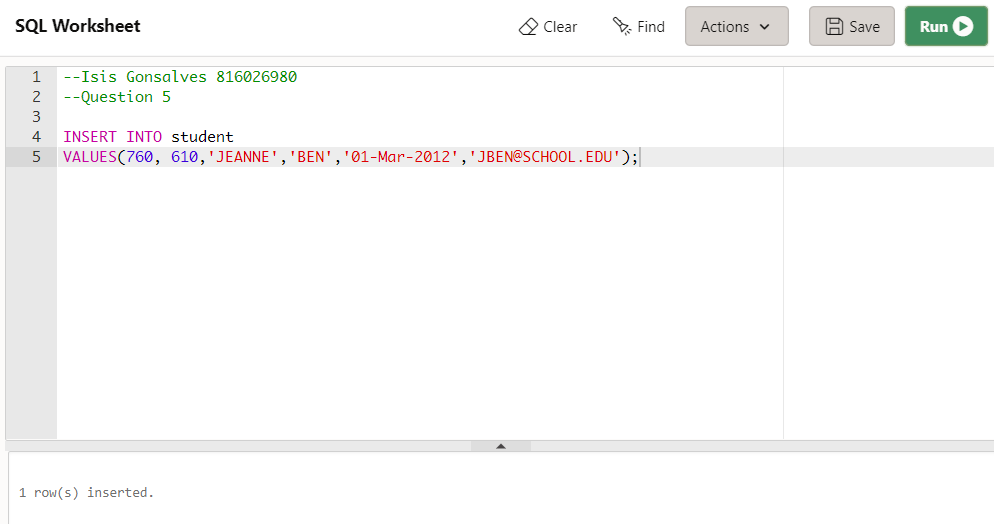 SQL Worksheet Clear Find Actions Save Run
1 --Isis Gonsalves 816026980
2 --Question 5
3
4 INSERT INTO student
5 VALUES(760, 610,'JEANNE','BEN','01-Mar-2012','JBEN@SCHOOL.EDU');
1 row(s) inserted.